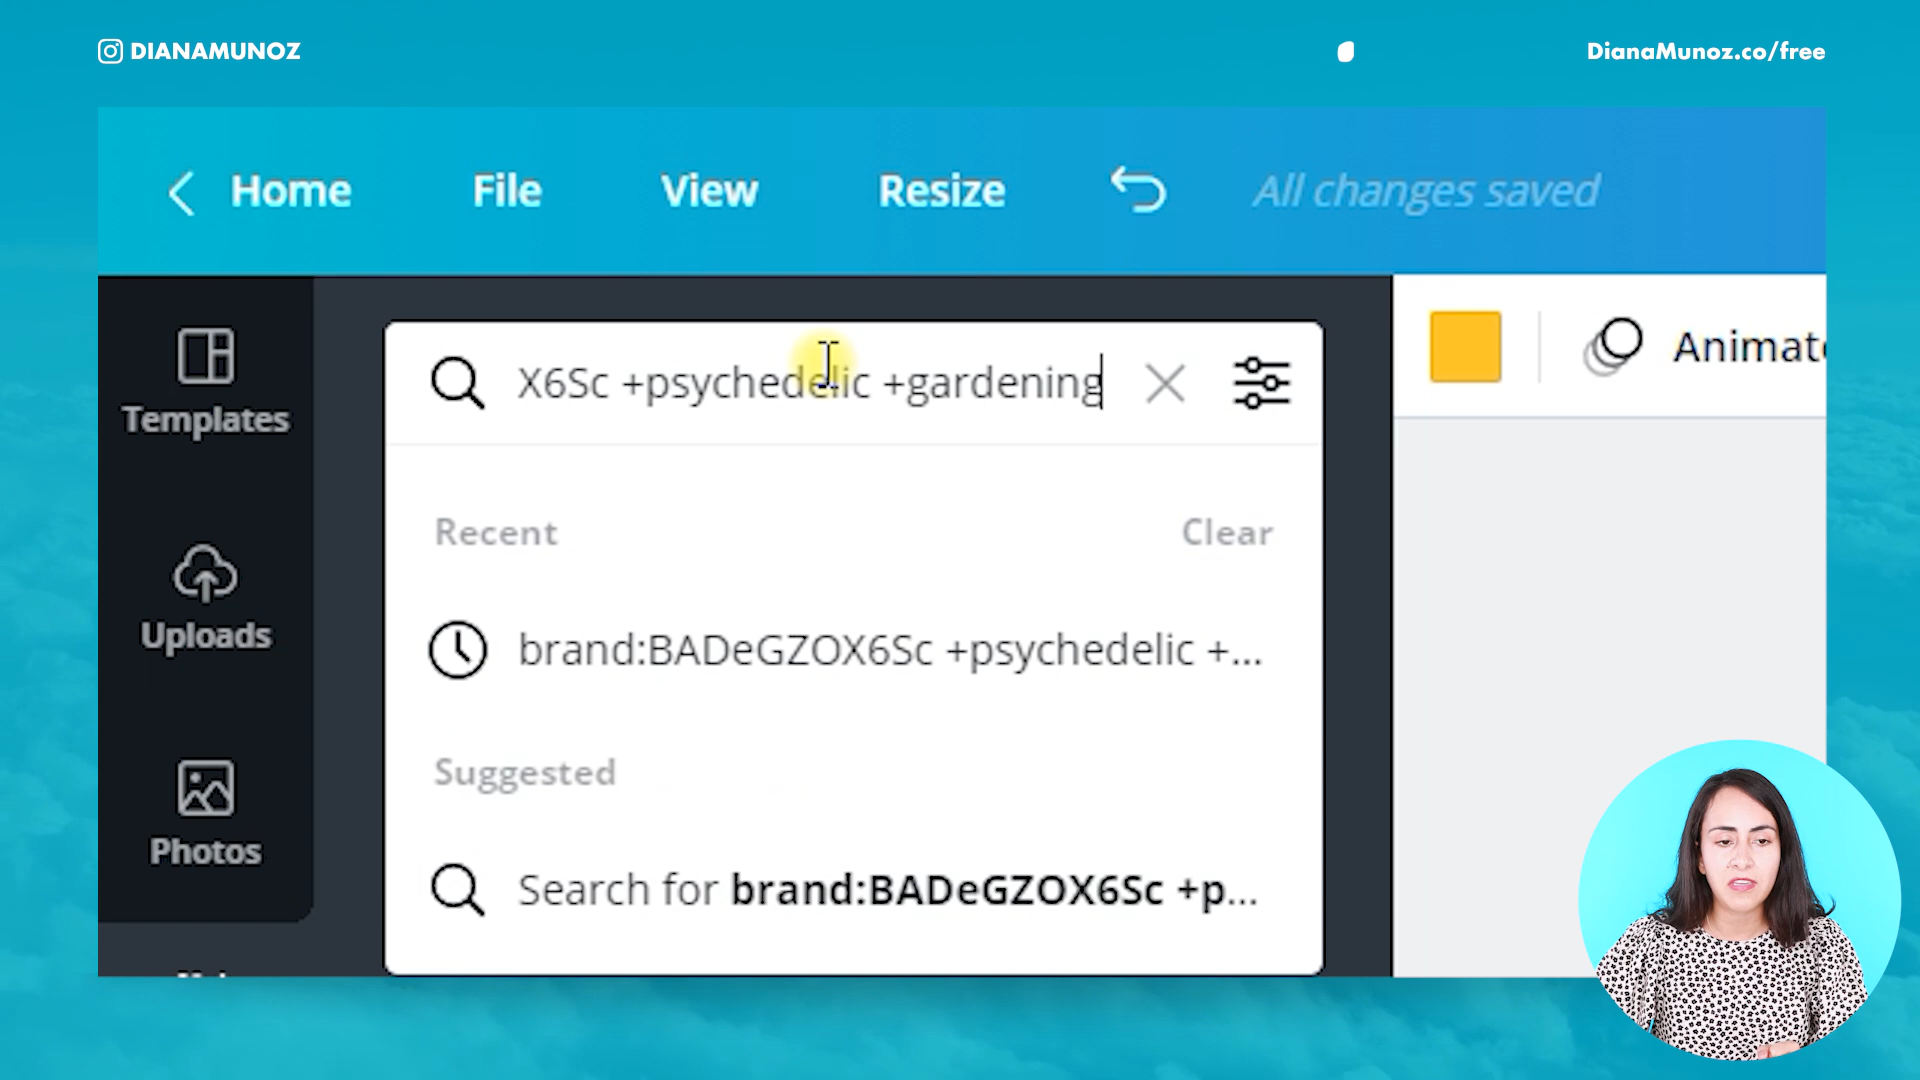 DIANAMUNOZ
DianaMunoz.co/free
Home File View Resize All changes saved
Templates
X6Sc +psychedelic +gardening
Animat
Recent Clear
Uploads
brand:BADeGZOX6Sc +psychedelic +...
Suggested
Photos
Search for brand:BADeGZOX6Sc +p...